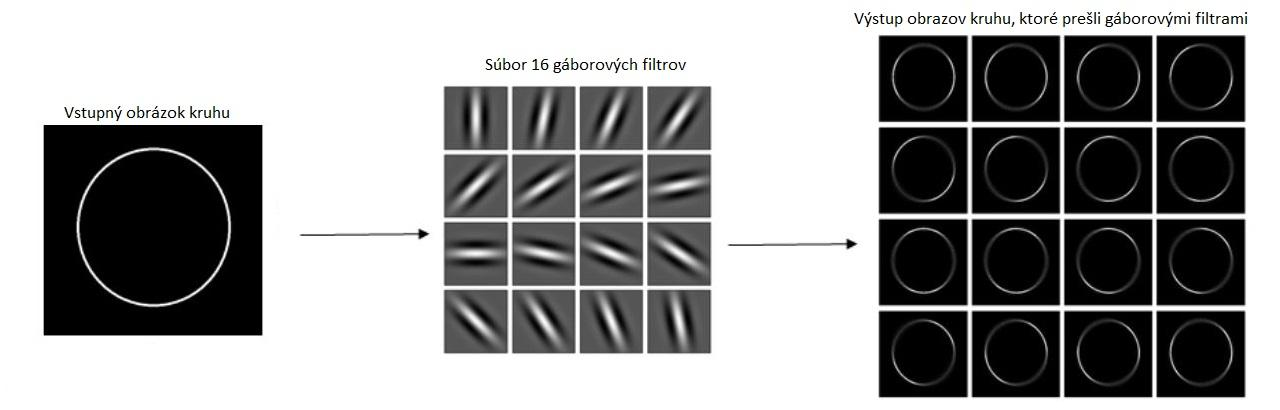 Vstupný obrázok kruhu
Súbor 16 gáborových filtrov
Výstup obrazov kruhu, ktoré prešli gáborovými filtrami